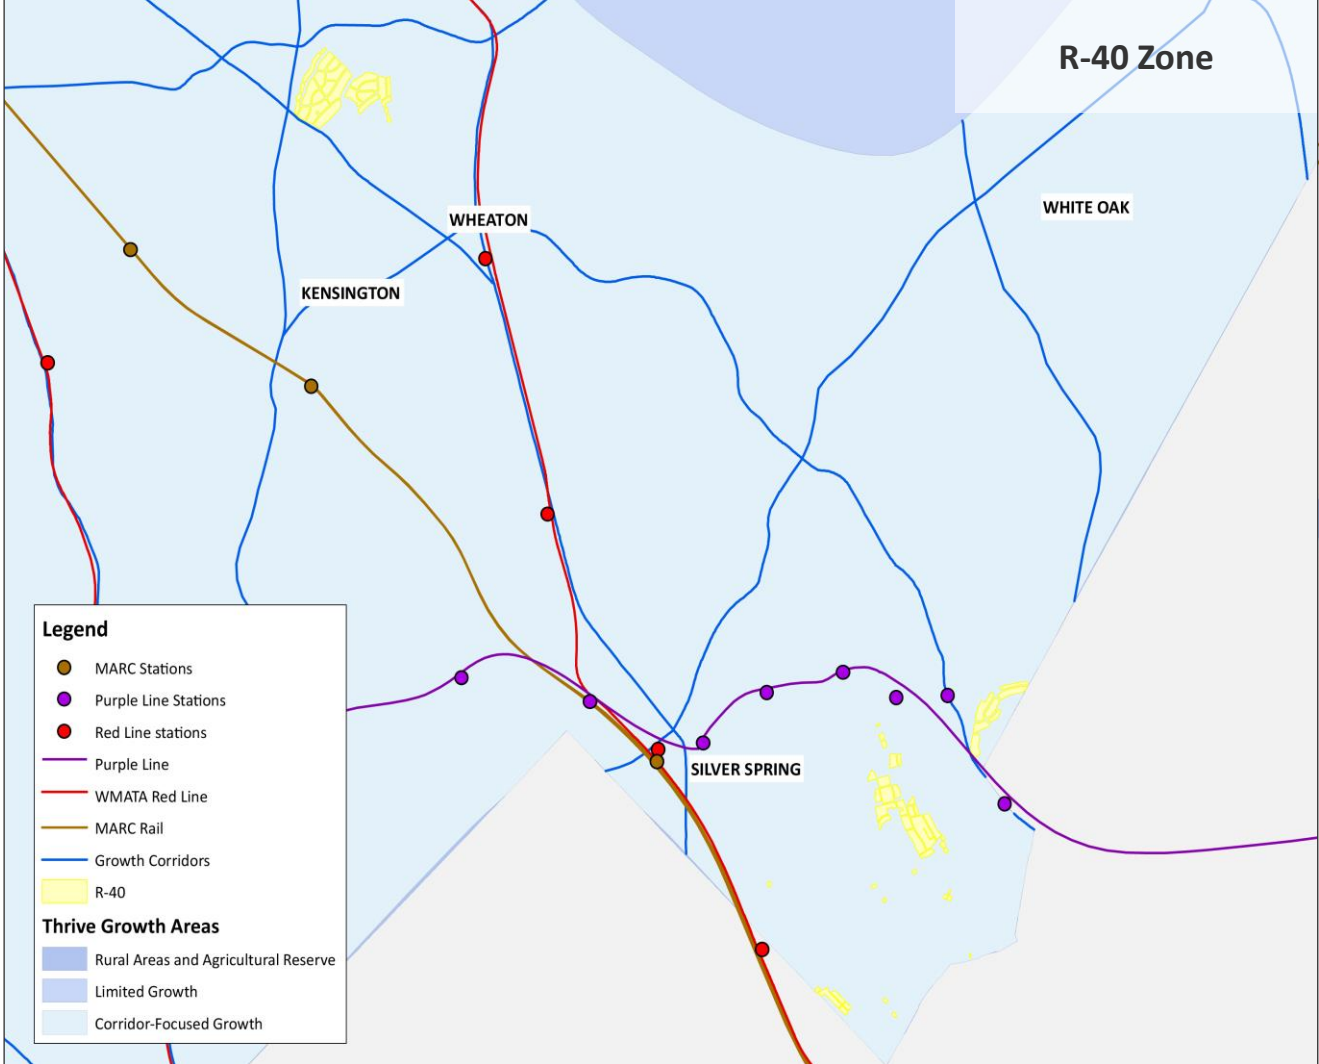 R-40 Zone
WHITE OAK
WHEATON
KENSINGTON
SILVER SPRING
Legend
MARC Stations
Purple Line Stations
Red Line stations
Purple Line
WMATA Red Line
MARC Rail
Growth Corridors
R-40
Thrive Growth Areas
Rural Areas and Agricultural Reserve
Limited Growth
Corridor-Focused Growth